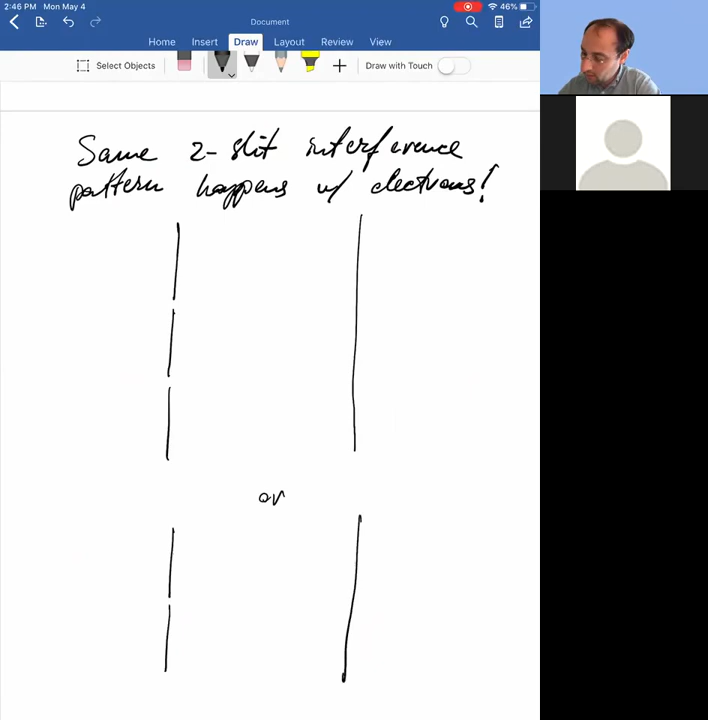 2:46 PM Mon May 4
46%
Document
Home Insert Draw Layout Review View
Select Objects
Draw with Touch
Same 2-slit interference
pattern happens w/ electrons!
or